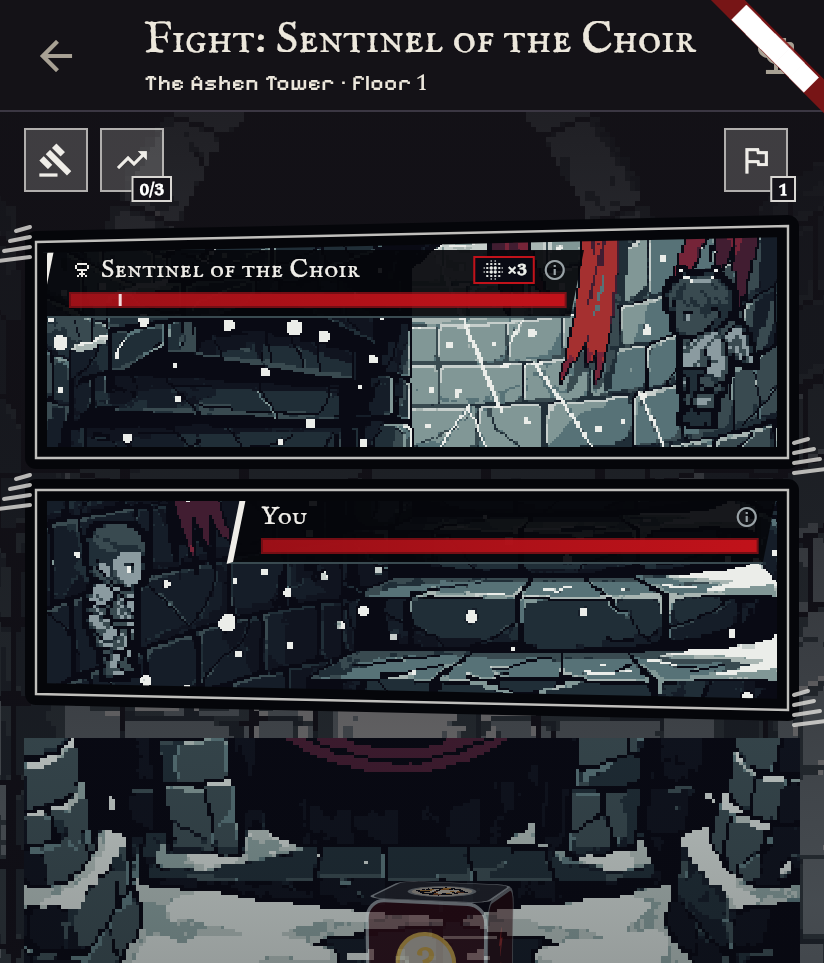 Fight: Sentinel of the Choir
The Ashen Tower · Floor 1
0/3
1
Sentinel of the Choir
×3
You
?